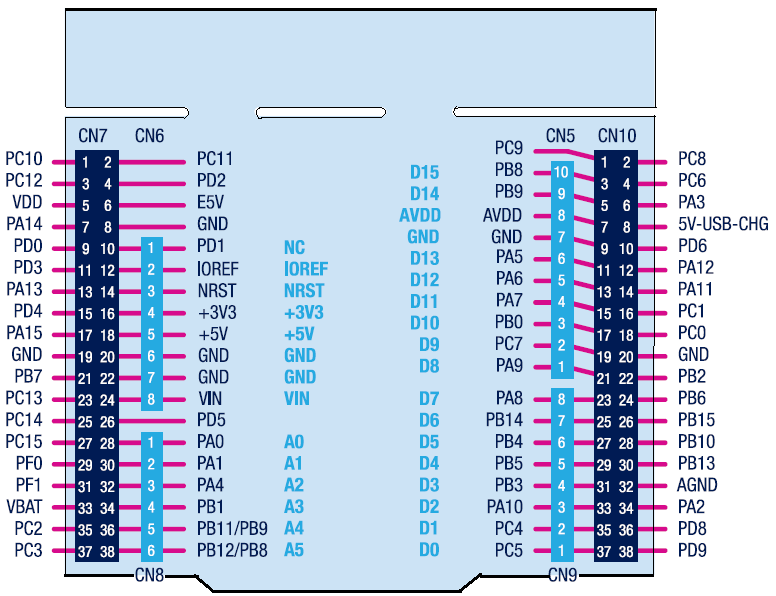 CN7 CN6 CN5 CN10
PC10 1 2 PC11 PC9 1 2 PC8
PC12 3 4 PD2 D15 PB8 10 3 4 PC6
VDD 5 6 E5V D14 PB9 9 5 6 PA3
PA14 7 8 GND AVDD AVDD 8 7 8 5V-USB-CHG
PD0 9 10 1 PD1 NC GND GND 7 9 10 PD6
PD3 11 12 2 IOREF IOREF D13 PA5 6 11 12 PA12
PA13 13 14 3 NRST NRST D12 PA6 5 13 14 PA11
PD4 15 16 4 +3V3 +3V3 D11 PA7 4 15 16 PC1
PA15 17 18 5 +5V +5V D10 PB0 3 17 18 PC0
GND 19 20 6 GND GND D9 PC7 2 19 20 GND
PB7 21 22 7 GND GND D8 PA9 1 21 22 PB2
PC13 23 24 8 VIN VIN D7 PA8 8 23 24 PB6
PC14 25 26 PD5 D6 PB14 7 25 26 PB15
PC15 27 28 1 PA0 A0 D5 PB4 6 27 28 PB10
PF0 29 30 2 PA1 A1 D4 PB5 5 29 30 PB13
PF1 31 32 3 PA4 A2 D3 PB3 4 31 32 AGND
VBAT 33 34 4 PB1 A3 D2 PA10 3 33 34 PA2
PC2 35 36 5 PB11/PB9 A4 D1 PC4 2 35 36 PD8
PC3 37 38 6 PB12/PB8 A5 D0 PC5 1 37 38 PD9
CN8 CN9